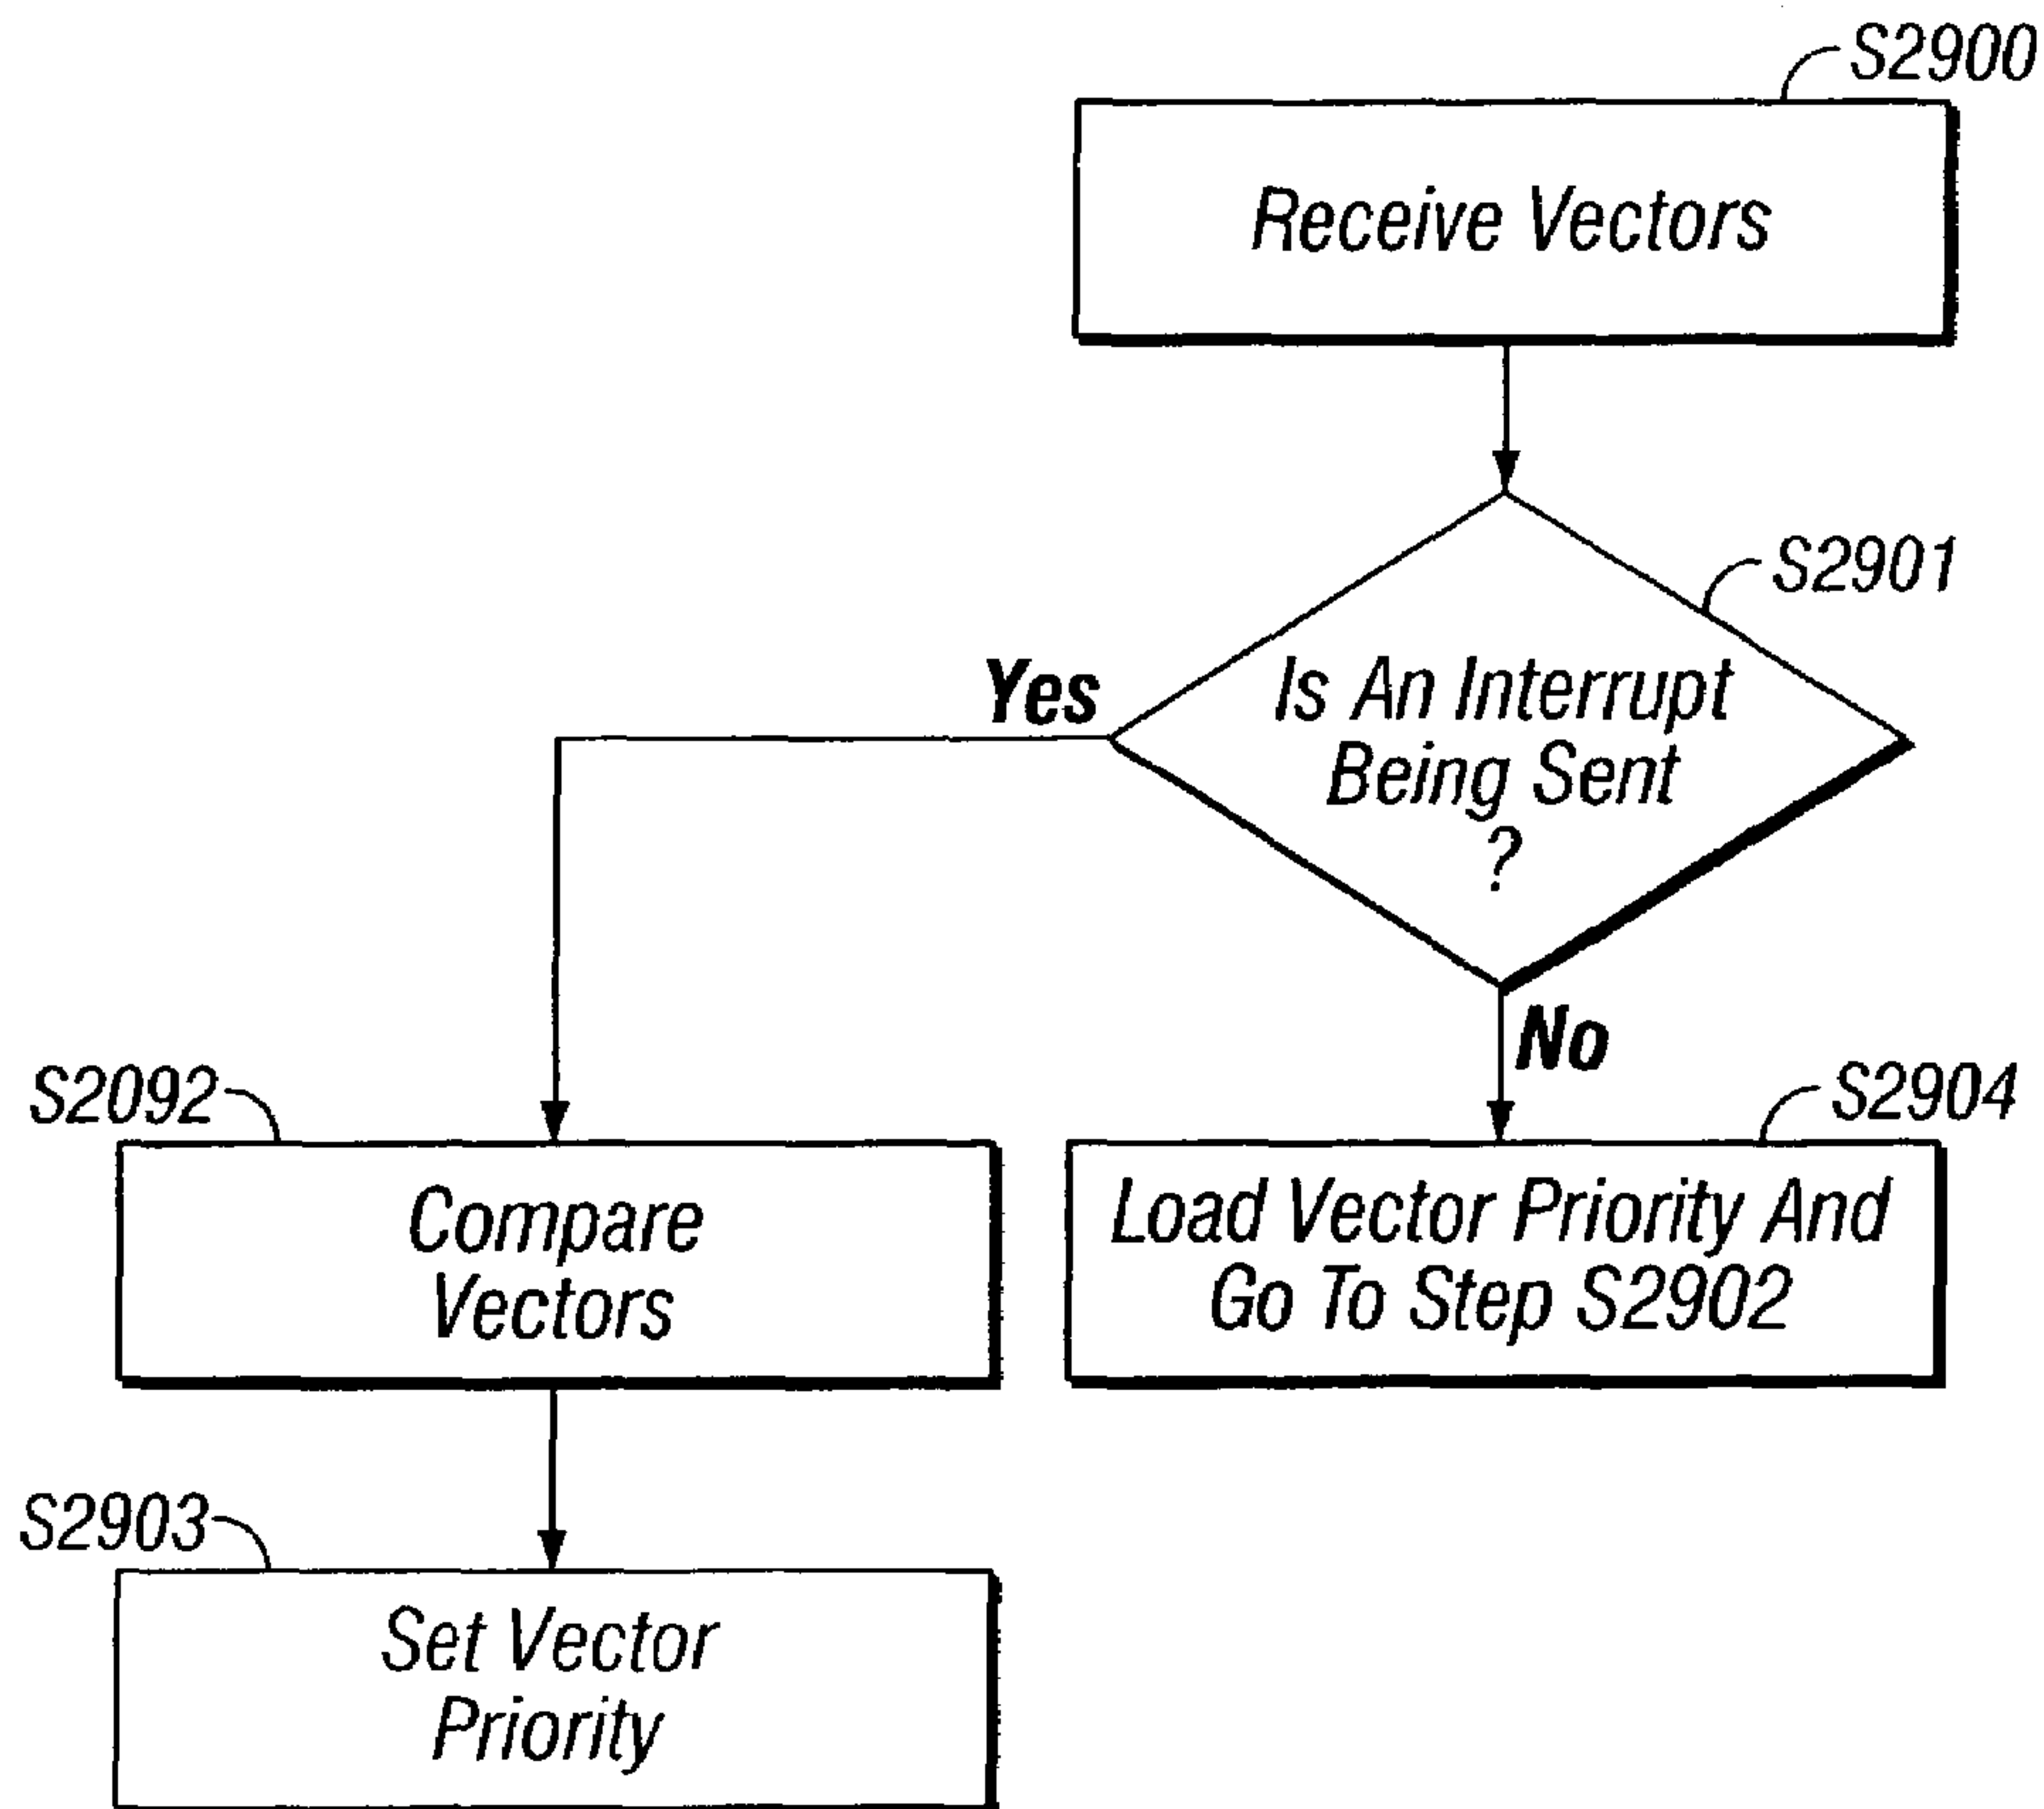 S2900
Receive Vectors
S2901
Is An Interrupt
Being Sent
?
Yes
No
S2092
Compare
Vectors
S2904
Load Vector Priority And
Go To Step S2902
S2903
Set Vector
Priority